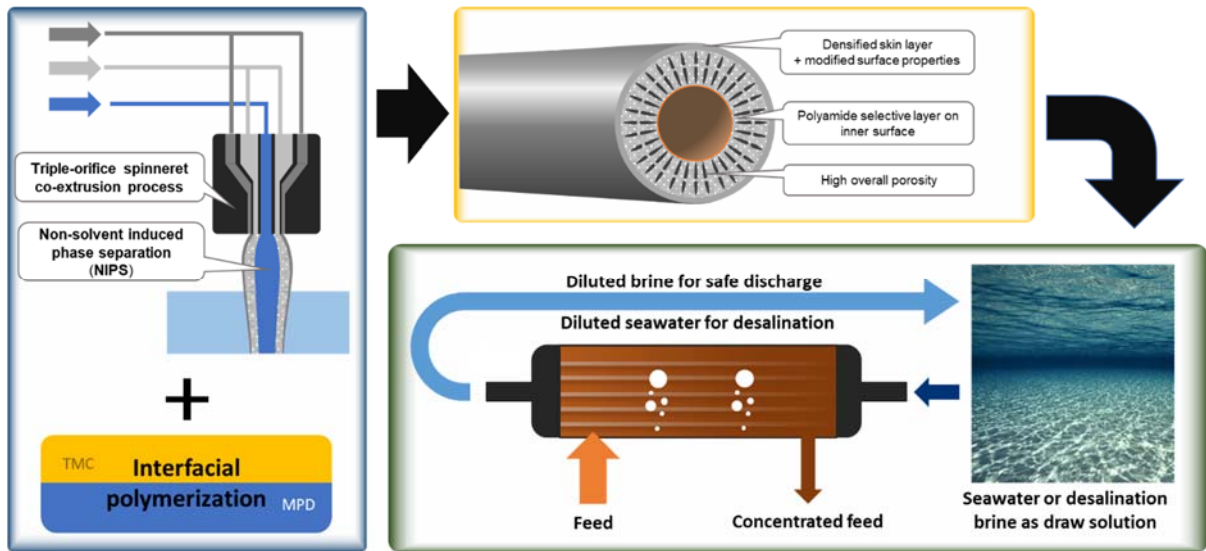 Triple-orifice spinneret
co-extrusion process
Non-solvent induced
phase separation
(NIPS)
TMC
Interfacial
polymerization
MPD
Densified skin layer
+ modified surface properties
Polyamide selective layer on
inner surface
High overall porosity
Diluted brine for safe discharge
Diluted seawater for desalination
Feed
Concentrated feed
Seawater or desalination
brine as draw solution